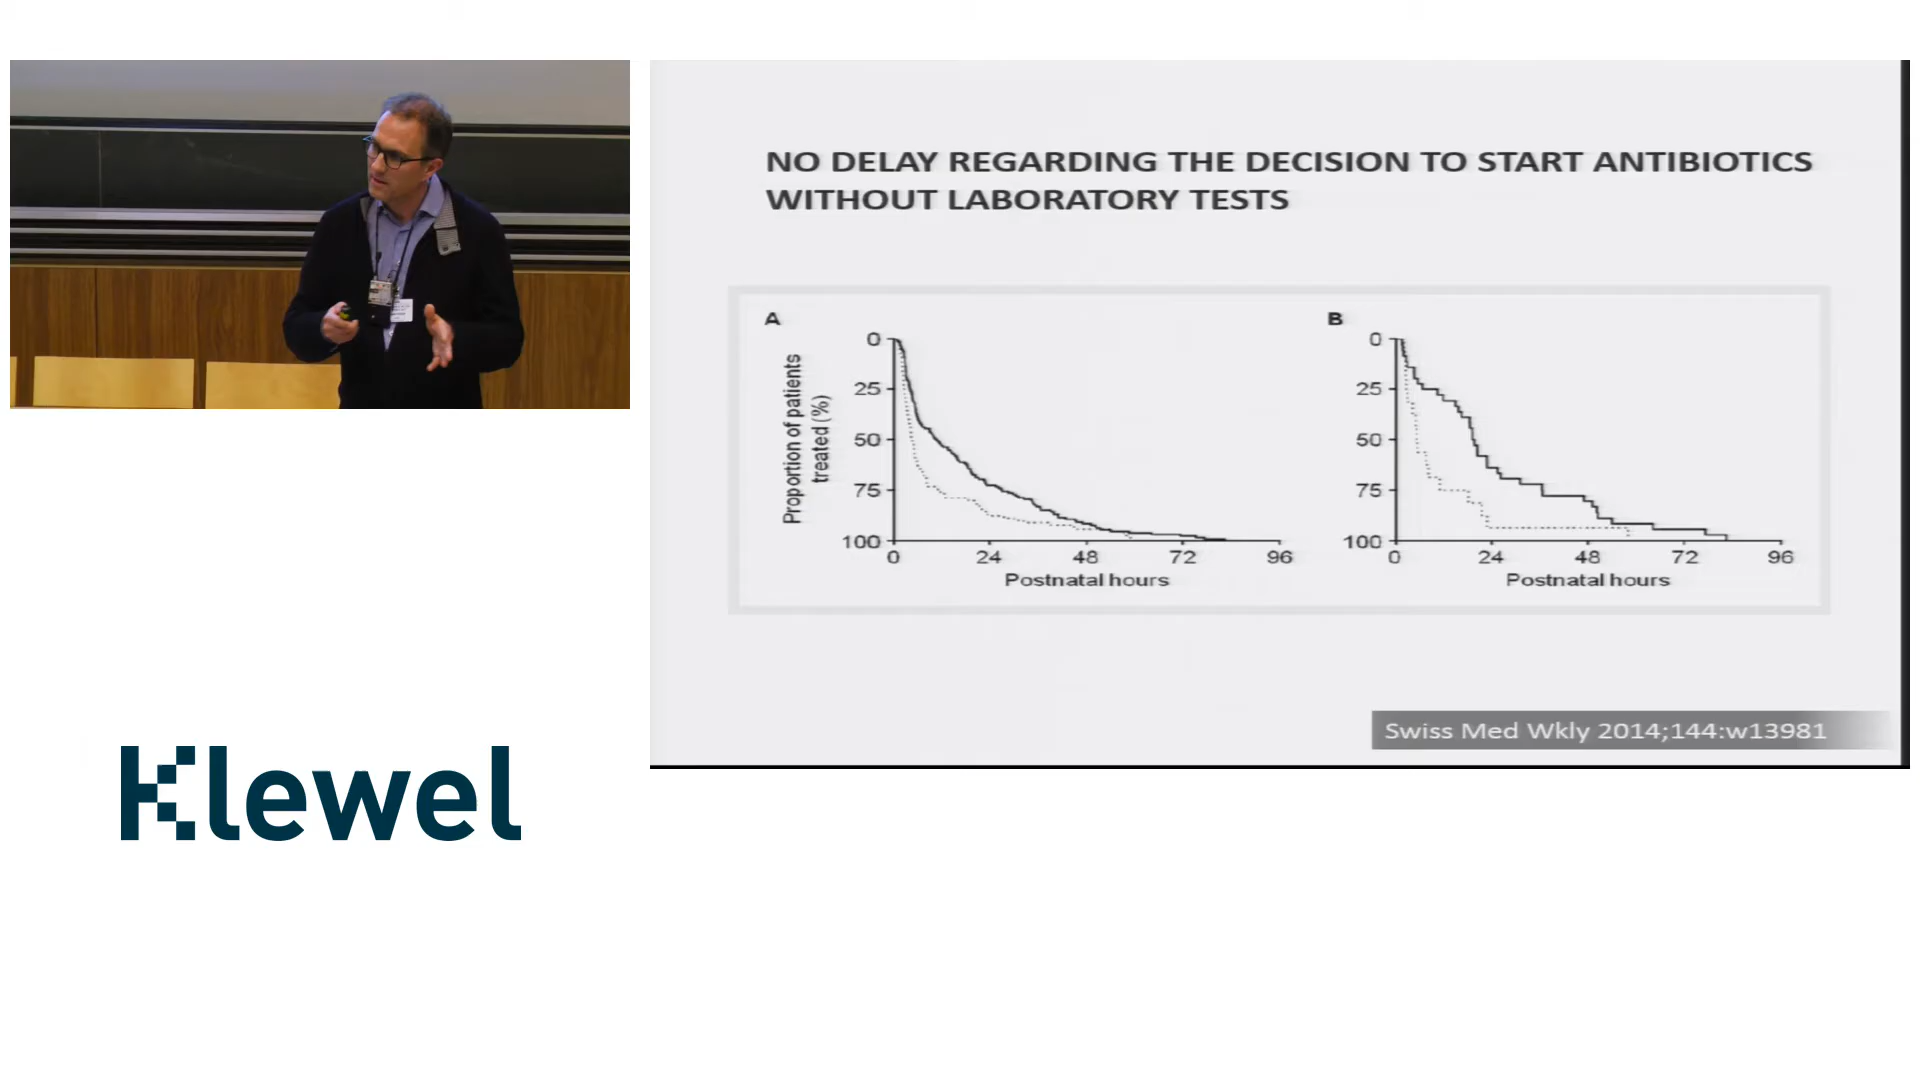 NO DELAY REGARDING THE DECISION TO START ANTIBIOTICS
WITHOUT LABORATORY TESTS
A
Proportion of patients
treated (%)
0
25
50
75
100
0 24 48 72 96
Postnatal hours
B
0
25
50
75
100
0 24 48 72 96
Postnatal hours
Swiss Med Wkly 2014;144:w13981
Klewel